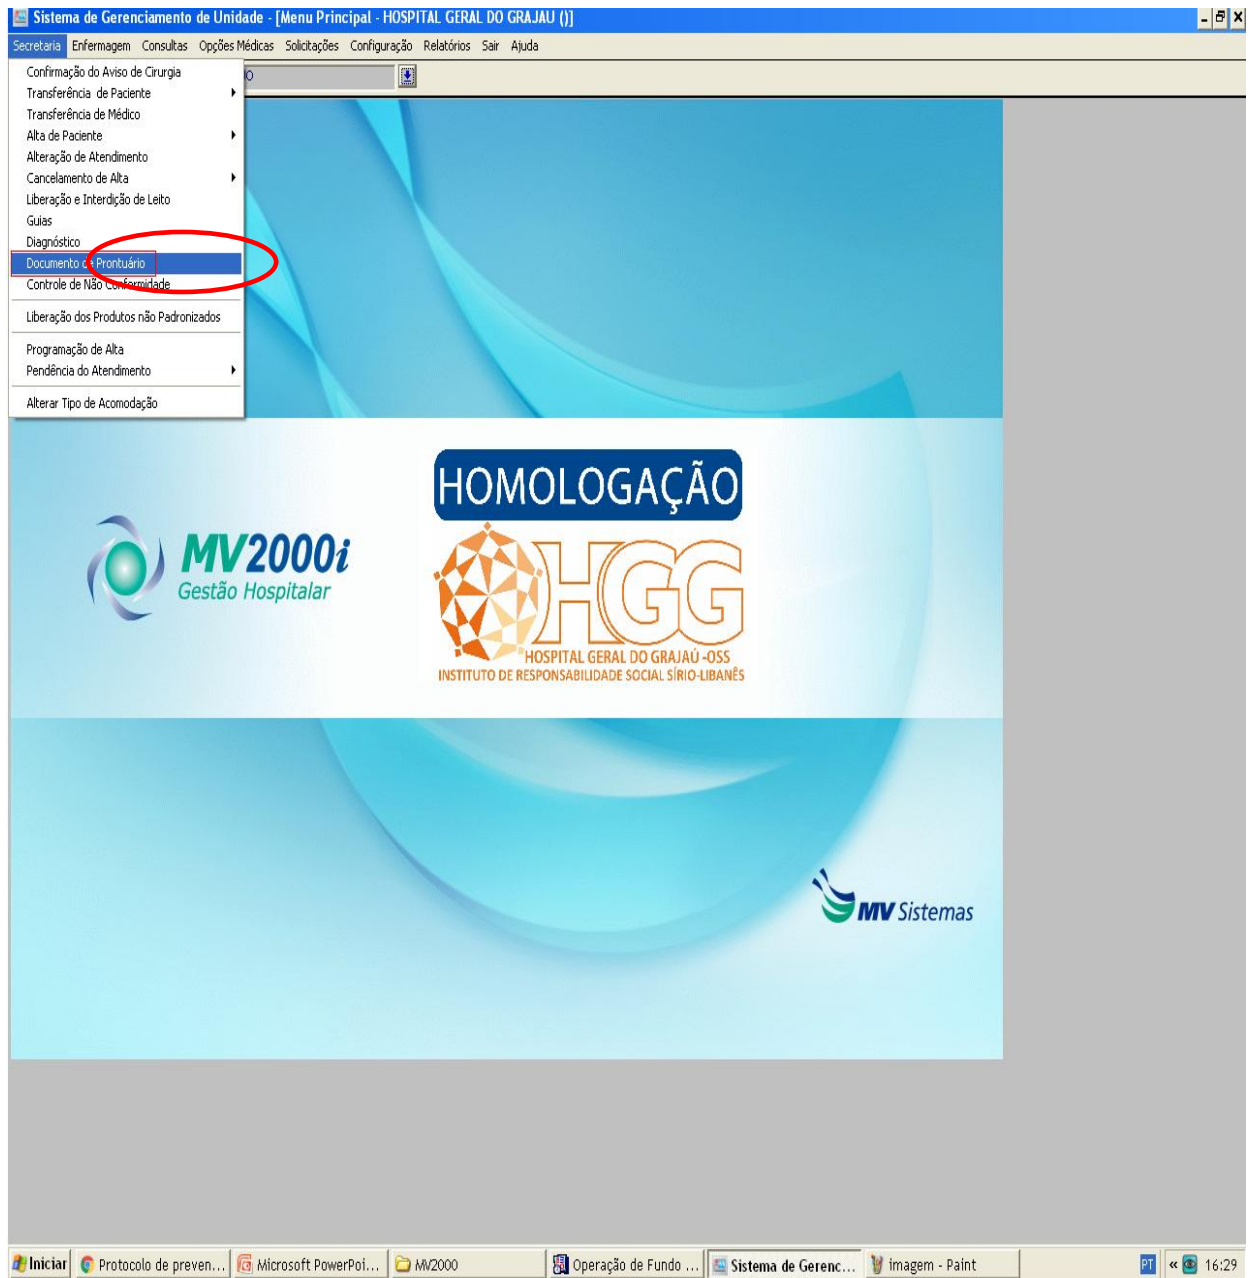 Sistema de Gerenciamento de Unidade - [Menu Principal - HOSPITAL GERAL DO GRAJAU ()]
Secretaria Enfermagem Consultas Opções Médicas Solicitações Configuração Relatórios Sair Ajuda
O
Confirmação do Aviso de Cirurgia
Transferência de Paciente
Transferência de Médico
Alta de Paciente
Alteração de Atendimento
Cancelamento de Alta
Liberação e Interdição de Leito
Guias
Diagnóstico
Documento de Prontuário
Controle de Não Conformidade
Liberação dos Produtos não Padronizados
Programação de Alta
Pendência do Atendimento
Alterar Tipo de Acomodação
HOMOLOGAÇÃO
MV2000i
Gestão Hospitalar
HGG
HOSPITAL GERAL DO GRAJAÚ -OSS
INSTITUTO DE RESPONSABILIDADE SOCIAL SÍRIO-LIBANÊS
MV Sistemas
Iniciar Protocolo de preven... Microsoft PowerPoi... MV2000 Operação de Fundo ... Sistema de Gerenc... imagem - Paint PT « 16:29